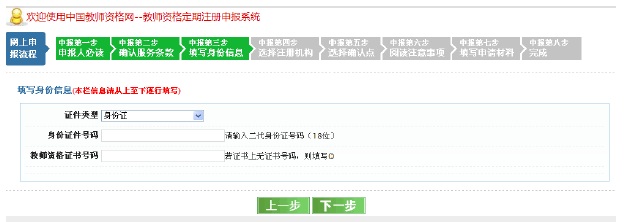 欢迎使用中国教师资格网--教师资格定期注册申报系统
网上申报流程
申报第一步 申报第二步 申报第三步 申报第四步 申报第五步 申报第六步 申报第七步 申报第八步
申报人必读 确认服务条款 填写身份信息 选择注册机构 选择确认点 阅读注意事项 填写申请材料 完成
填写身份信息(本栏信息请从上至下逐行填写)
证件类型 身份证
身份证件号码 请输入二代身份证号码(18位)
教师资格证书号码 若证书上无证书号码，则填写0
上一步 下一步